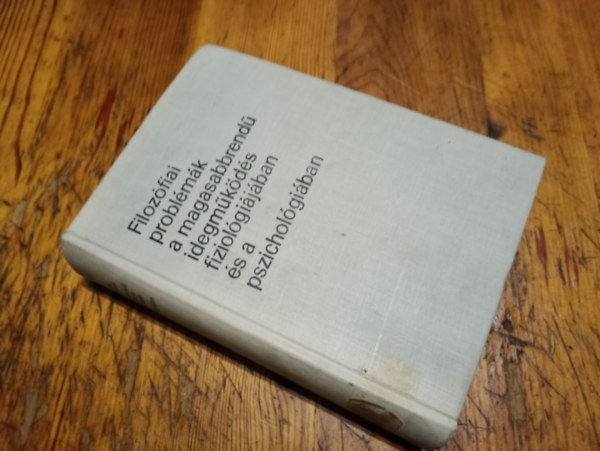 Filozófiai
problémák
a magasabbrendű
idegműködés
fiziológiájában
és a
pszichológiában